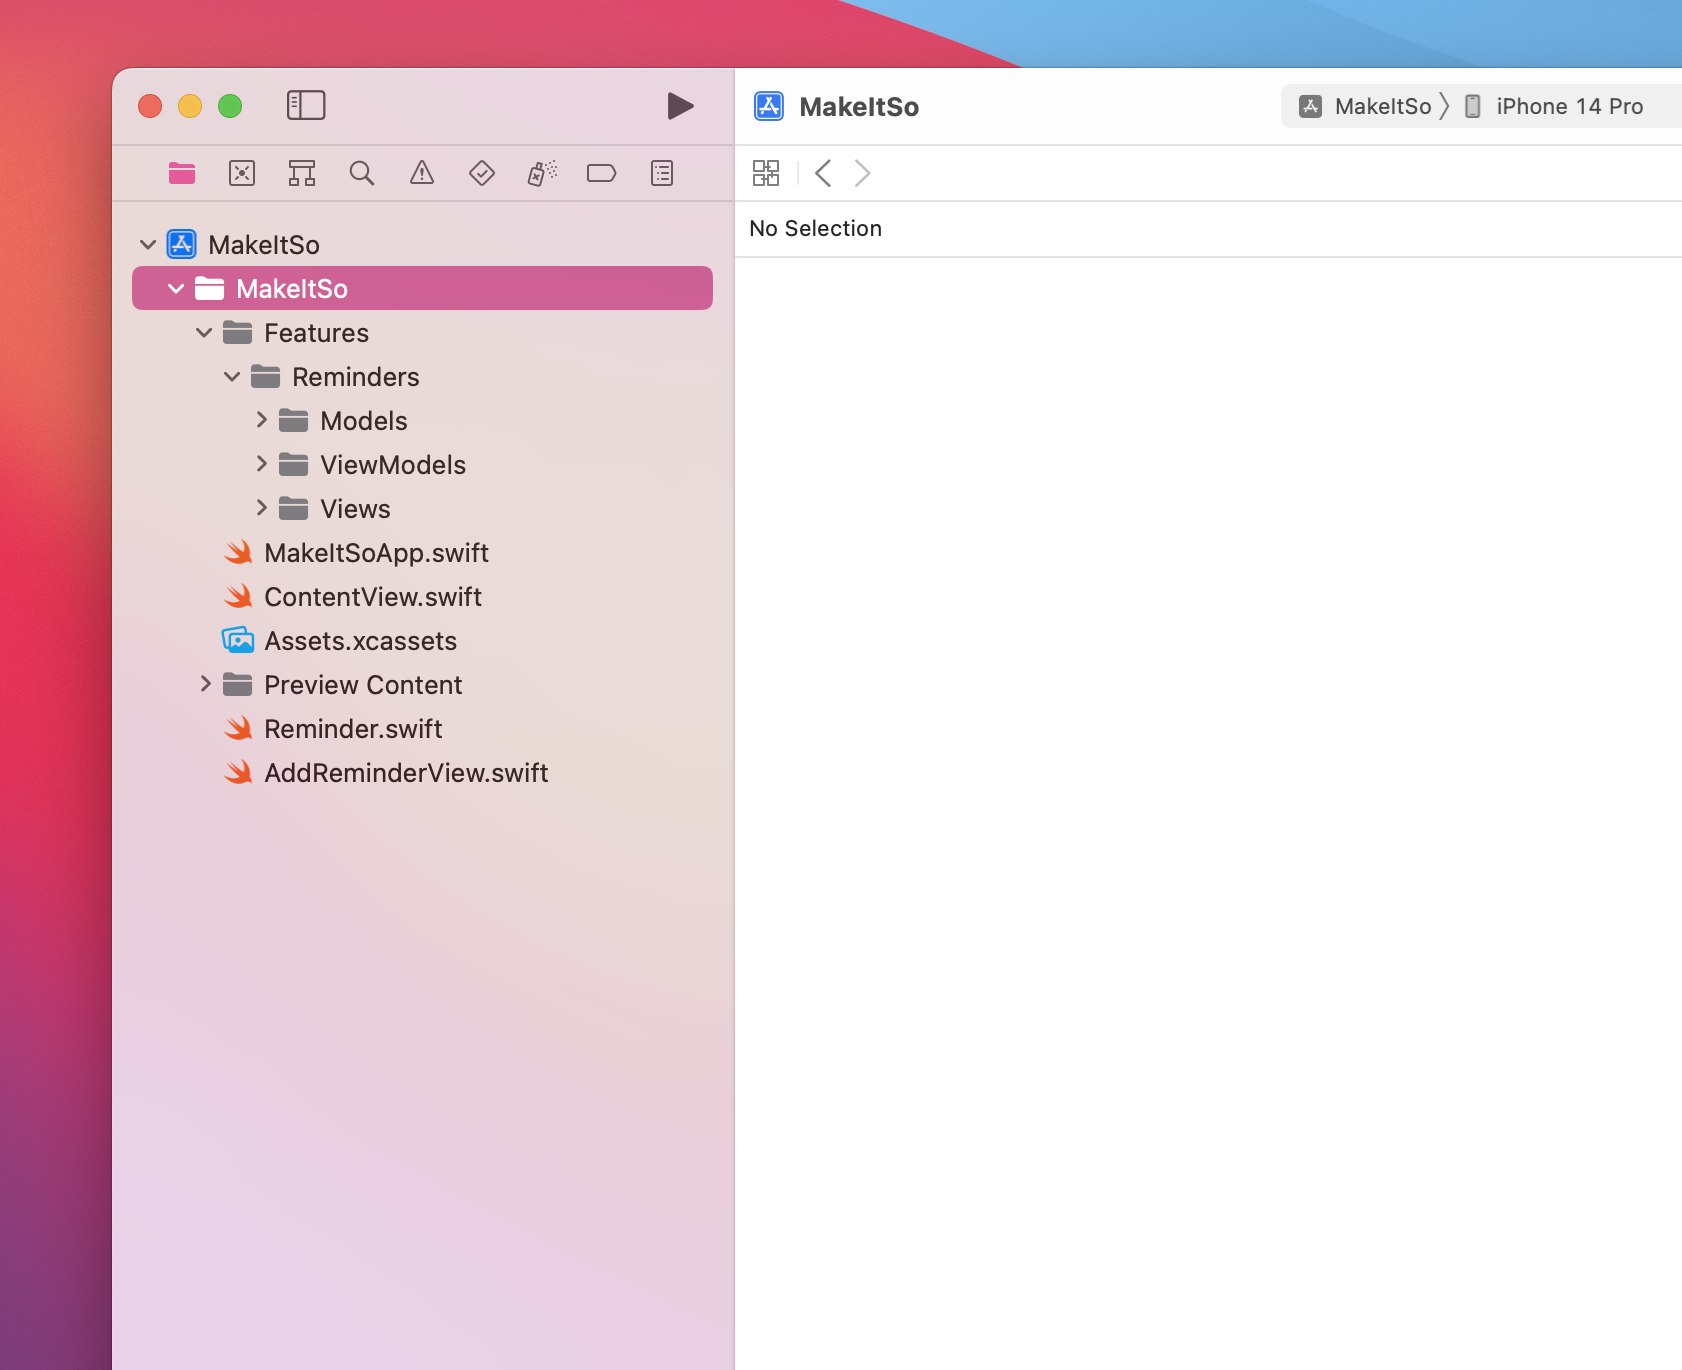 MakeItSo
MakeItSo
iPhone 14 Pro
No Selection
MakeItSo
MakeItSo
Features
Reminders
Models
ViewModels
Views
MakeItSoApp.swift
ContentView.swift
Assets.xcassets
Preview Content
Reminder.swift
AddReminderView.swift